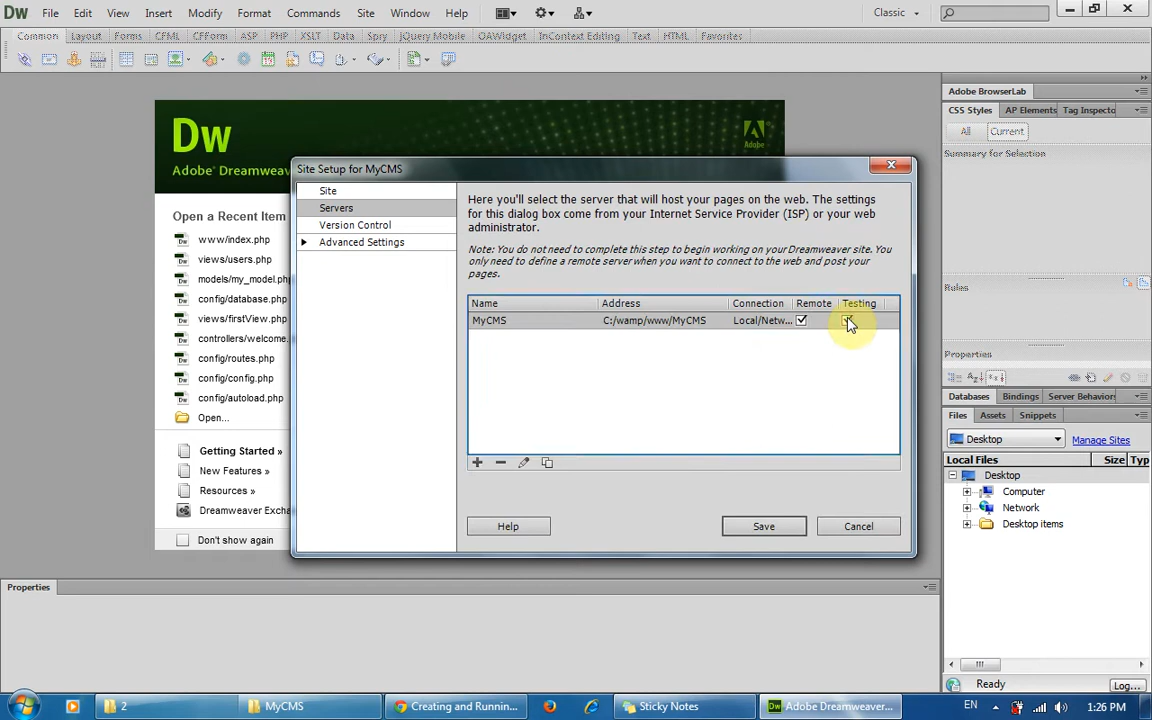 Dw File Edit View Insert Modify Format Commands Site Window Help Classic
Common Layout Forms CFML CFForm ASP PHP XSLT Data Spry jQuery Mobile OAWidget InContext Editing Text HTML Favorites
Adobe BrowserLab
CSS Styles AP Elements Tag Inspecto
All Current
Summary for Selection
Dw
Adobe® Dreamweav
Adobe
Open a Recent Item
www/index.php
views/users.php
models/my_model.php
config/database.php
views/firstView.php
controllers/welcome
config/routes.php
config/config.php
config/autoload.php
Open...
Getting Started »
New Features »
Resources »
Dreamweaver Excha
Don't show again
Site Setup for MyCMS
Site
Servers
Version Control
Advanced Settings
Here you'll select the server that will host your pages on the web. The settings
for this dialog box come from your Internet Service Provider (ISP) or your web
administrator.
Note: You do not need to complete this step to begin working on your Dreamweaver site. You
only need to define a remote server when you want to connect to the web and post your
pages.
Name Address Connection Remote Testing
MyCMS C:/wamp/www/MyCMS Local/Netw...
Help Save Cancel
Rules
Properties
Databases Bindings Server Behaviors
Files Assets Snippets
Desktop Manage Sites
Local Files Size Typ
Desktop
Computer
Network
Desktop items
Ready Log...
Properties
2 MyCMS Creating and Runnin... Sticky Notes Adobe Dreamweaver... EN 1:26 PM